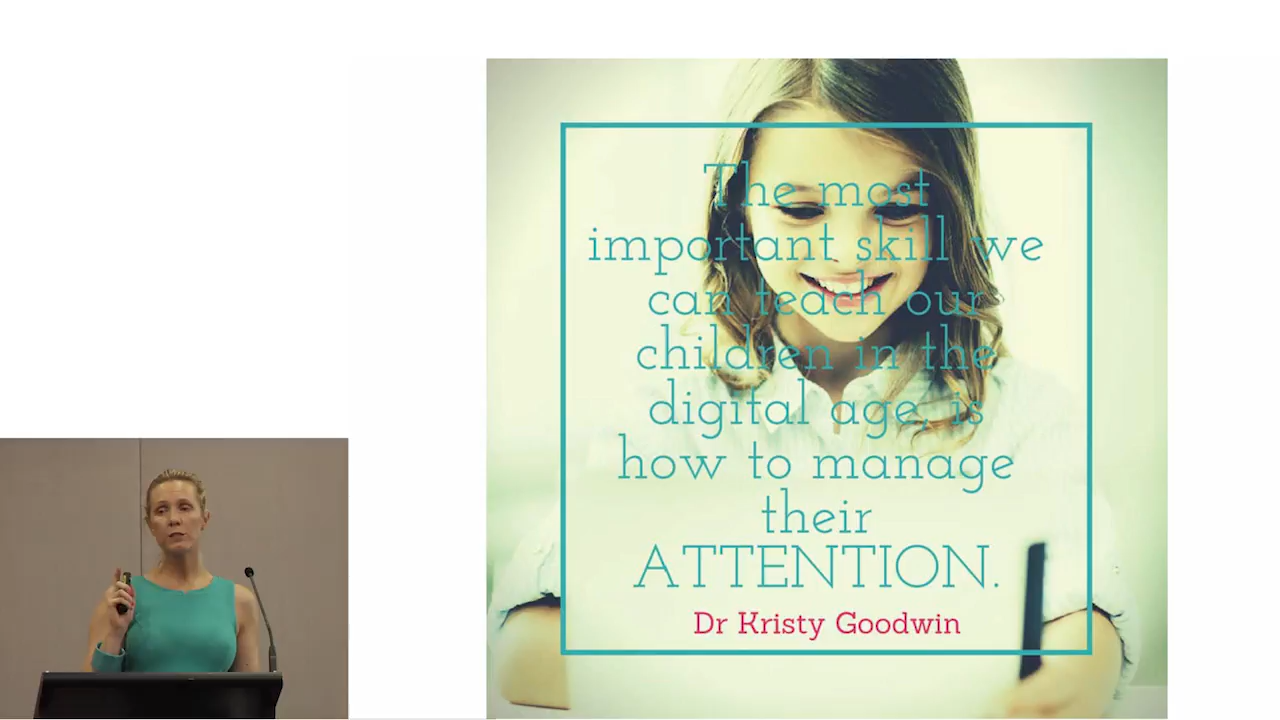 The most
important skill we
can teach our
children in the
digital age, is
how to manage
their
ATTENTION.
Dr Kristy Goodwin